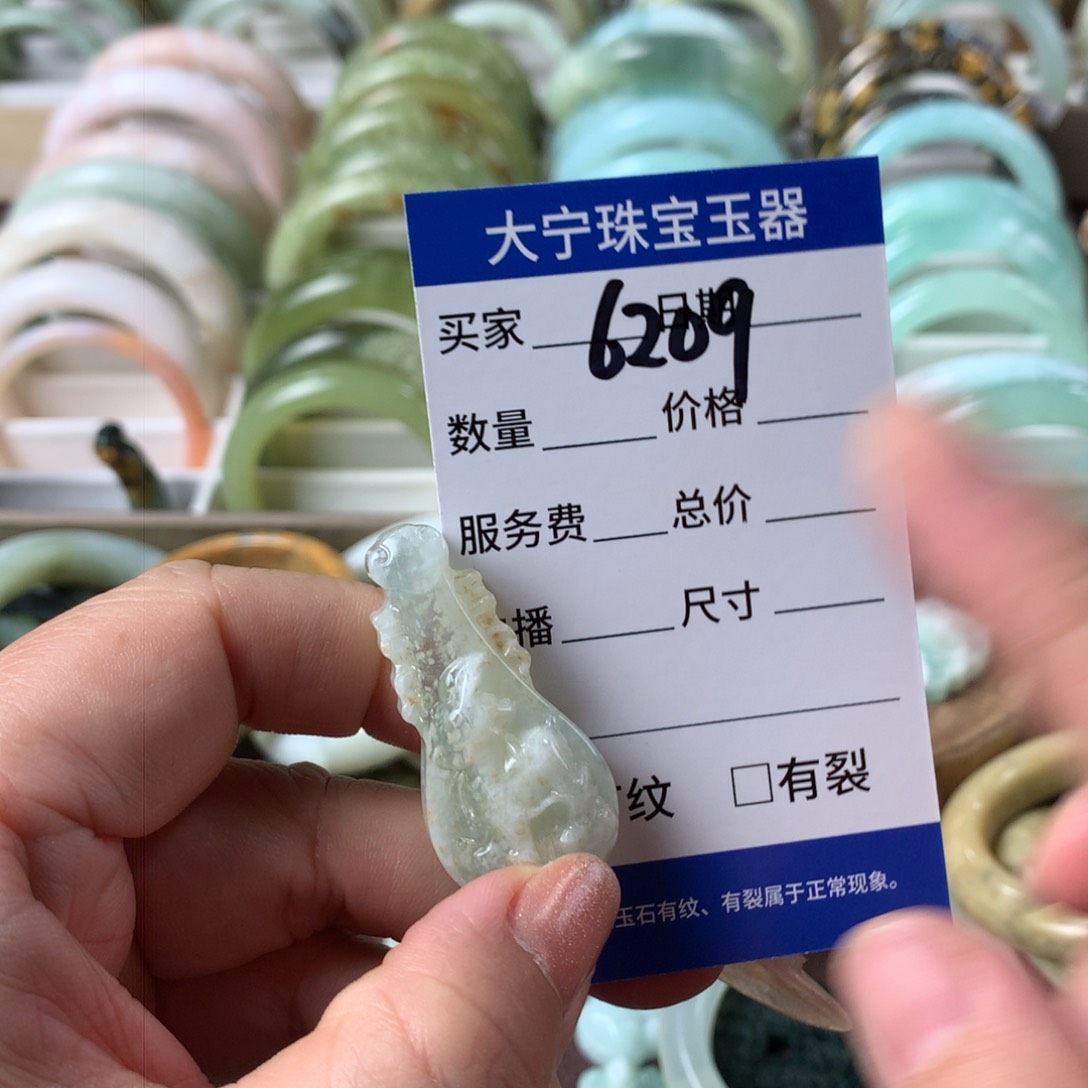 大宁珠宝玉器
买家 日期
6209
数量 价格
服务费 总价
播 尺寸
纹 □有裂
玉石有纹、有裂属于正常现象。